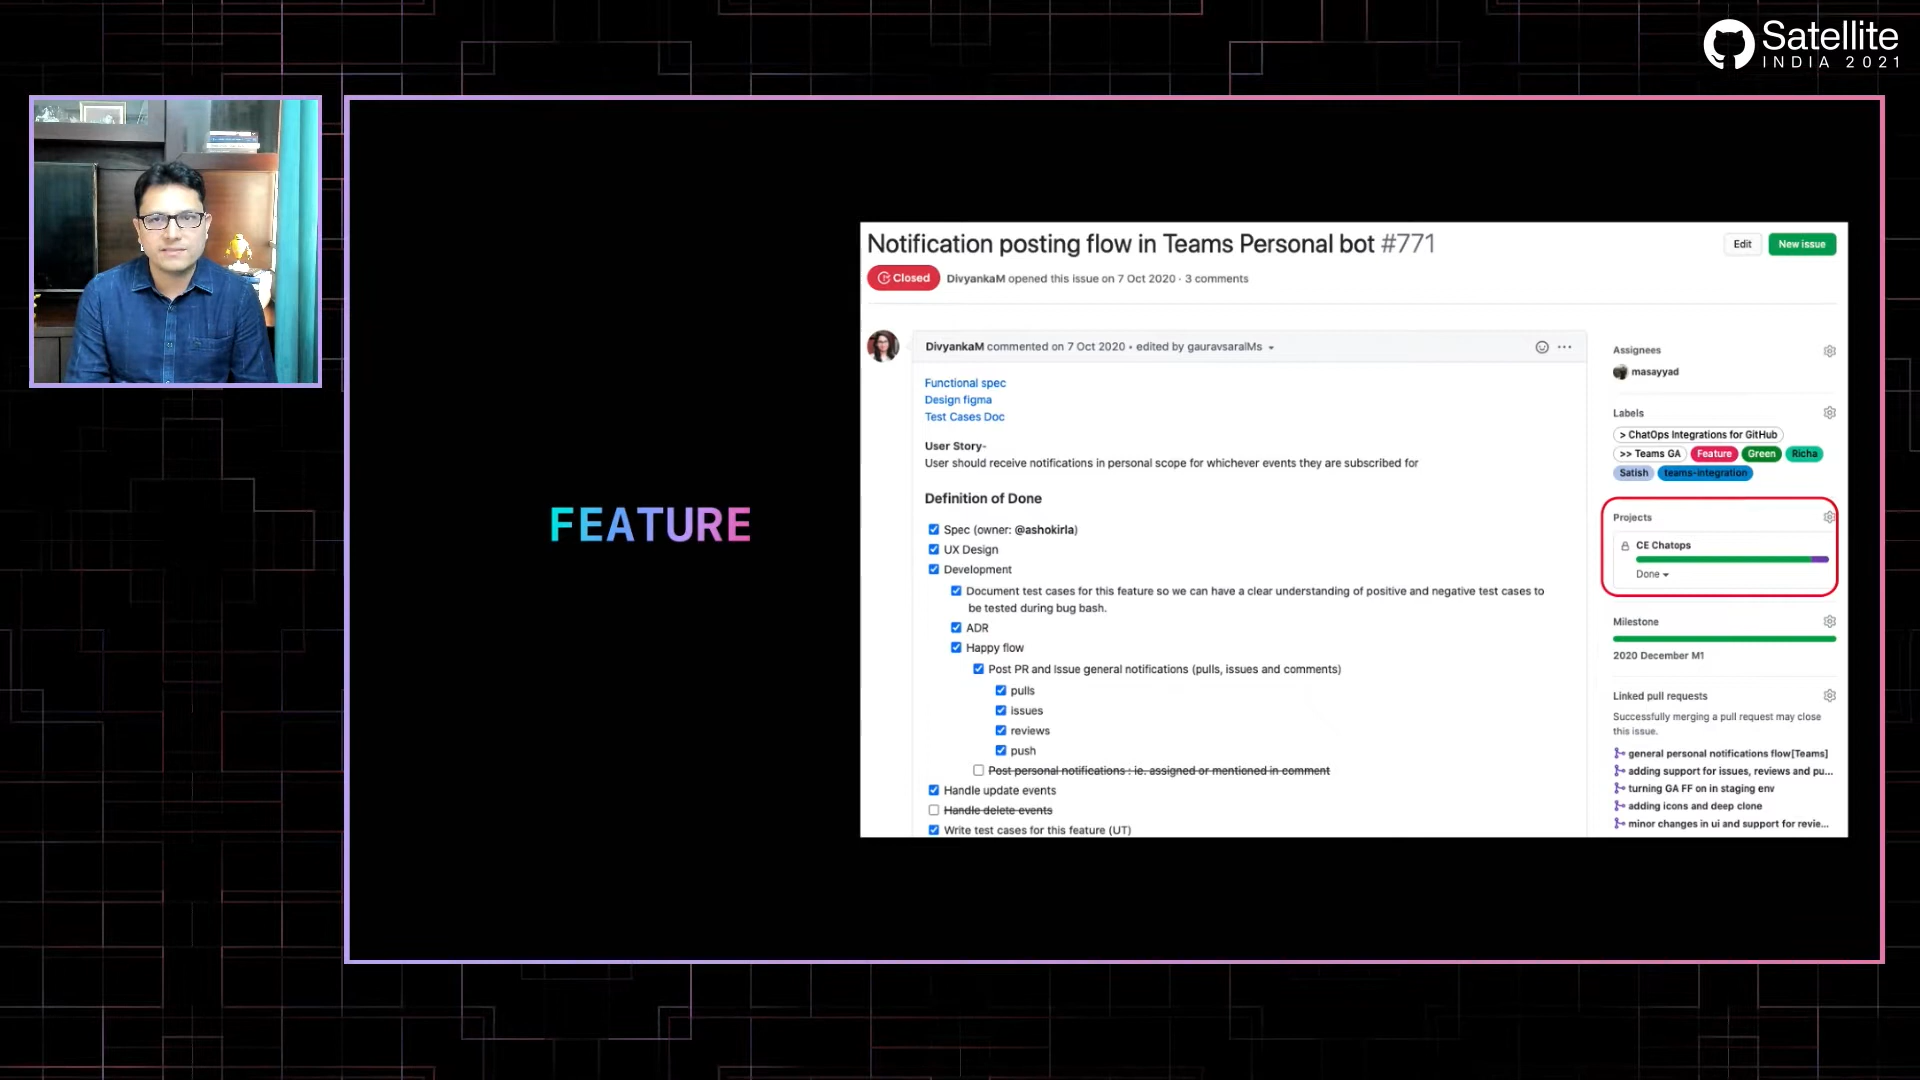 Satellite
INDIA 2021
FEATURE
Notification posting flow in Teams Personal bot #771
Edit
New issue
Closed
DivyankaM opened this issue on 7 Oct 2020 · 3 comments
DivyankaM commented on 7 Oct 2020 • edited by gauravsaralMs
Functional spec
Design figma
Test Cases Doc
User Story-
User should receive notifications in personal scope for whichever events they are subscribed for
Definition of Done
Spec (owner: @ashokirla)
UX Design
Development
Document test cases for this feature so we can have a clear understanding of positive and negative test cases to
be tested during bug bash.
ADR
Happy flow
Post PR and Issue general notifications (pulls, issues and comments)
pulls
issues
reviews
push
Post personal notifications : ie. assigned or mentioned in comment
Handle update events
Handle delete events
Write test cases for this feature (UT)
Assignees
masayyad
Labels
> ChatOps Integrations for GitHub
>> Teams GA Feature Green Richa
Satish teams-integration
Projects
CE Chatops
Done
Milestone
2020 December M1
Linked pull requests
Successfully merging a pull request may close
this issue.
general personal notifications flow[Teams]
adding support for issues, reviews and pu...
turning GA FF on in staging env
adding icons and deep clone
minor changes in ui and support for revie...